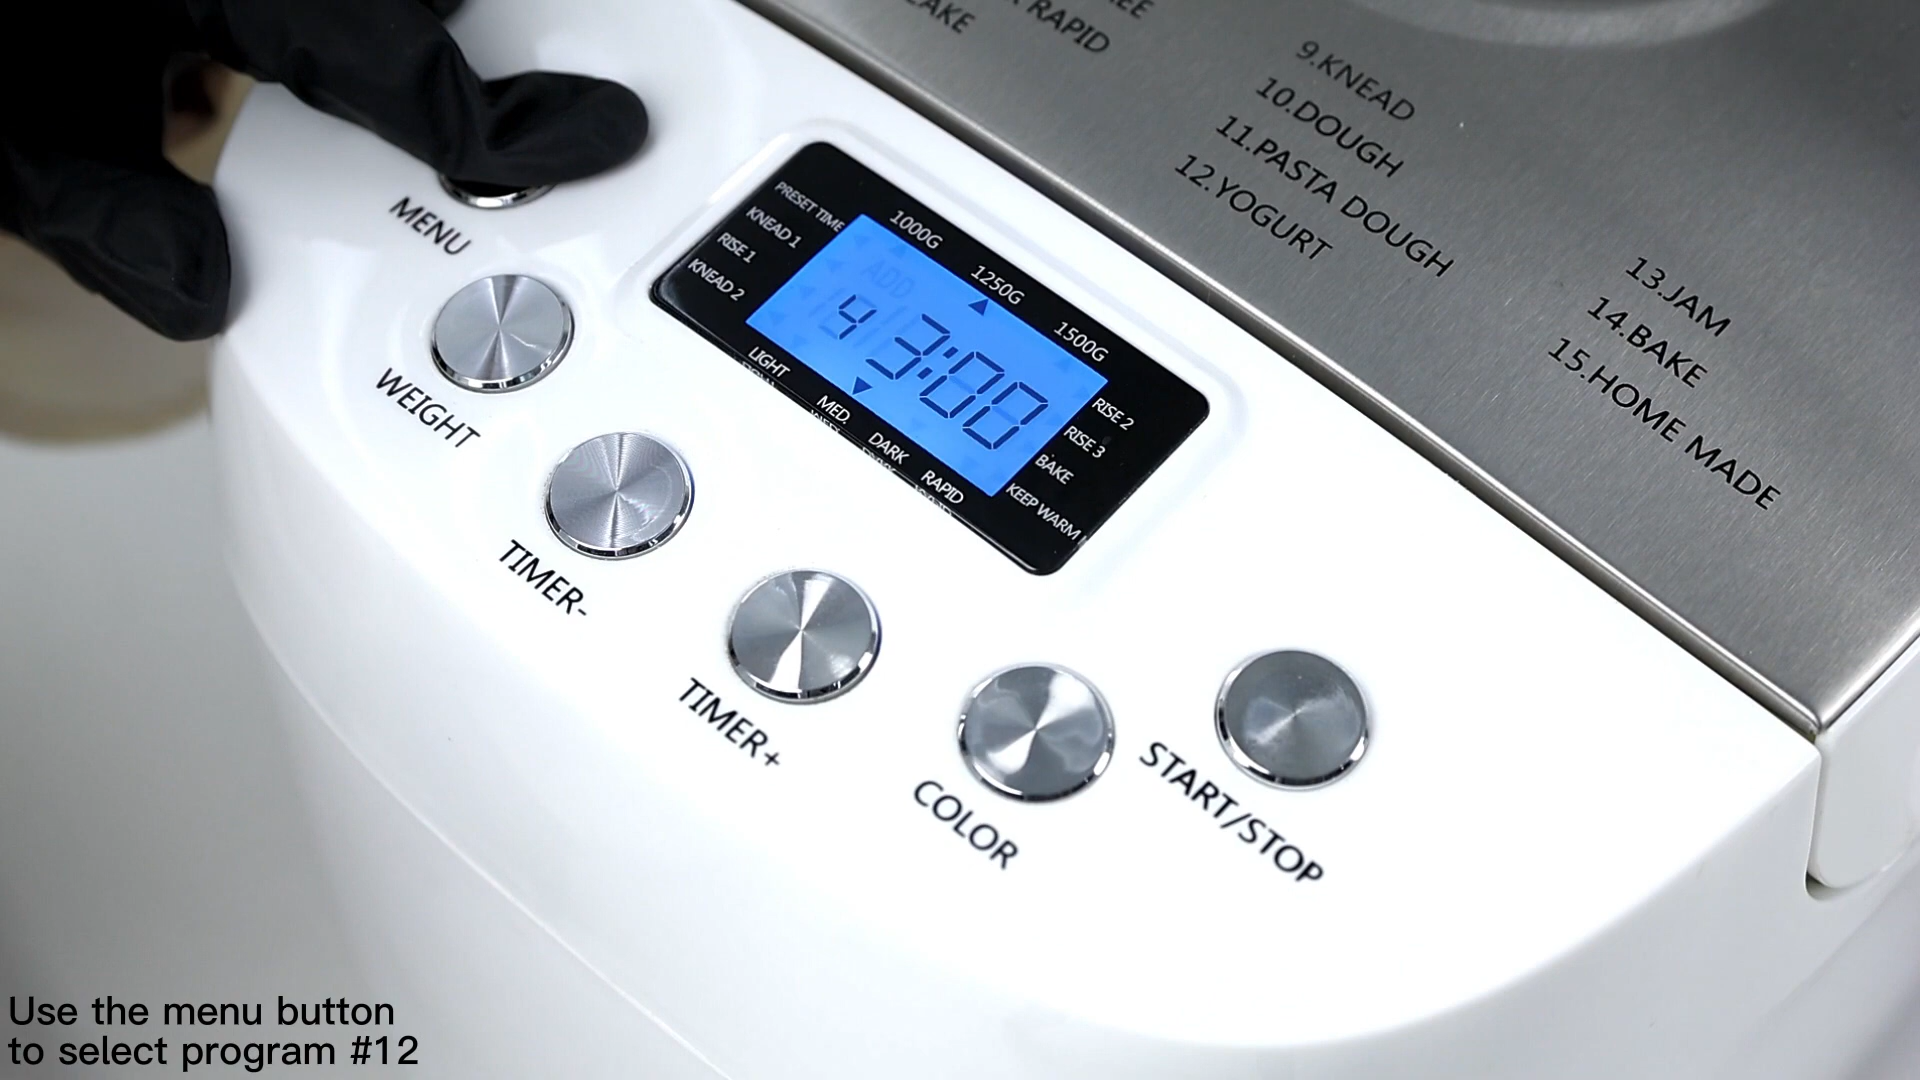 RAPID
9.KNEAD
10.DOUGH
11.PASTA DOUGH
12.YOGURT
13.JAM
14.BAKE
15.HOME MADE
PRESET TIME
KNEAD 1
RISE 1
KNEAD 2
1000G
1250G
1500G
4 3:00
LIGHT
MED.
DARK
RAPID
RISE 2
RISE 3
BAKE
KEEP WARM
MENU
WEIGHT
TIMER-
TIMER+
COLOR
START/STOP
Use the menu button
to select program #12